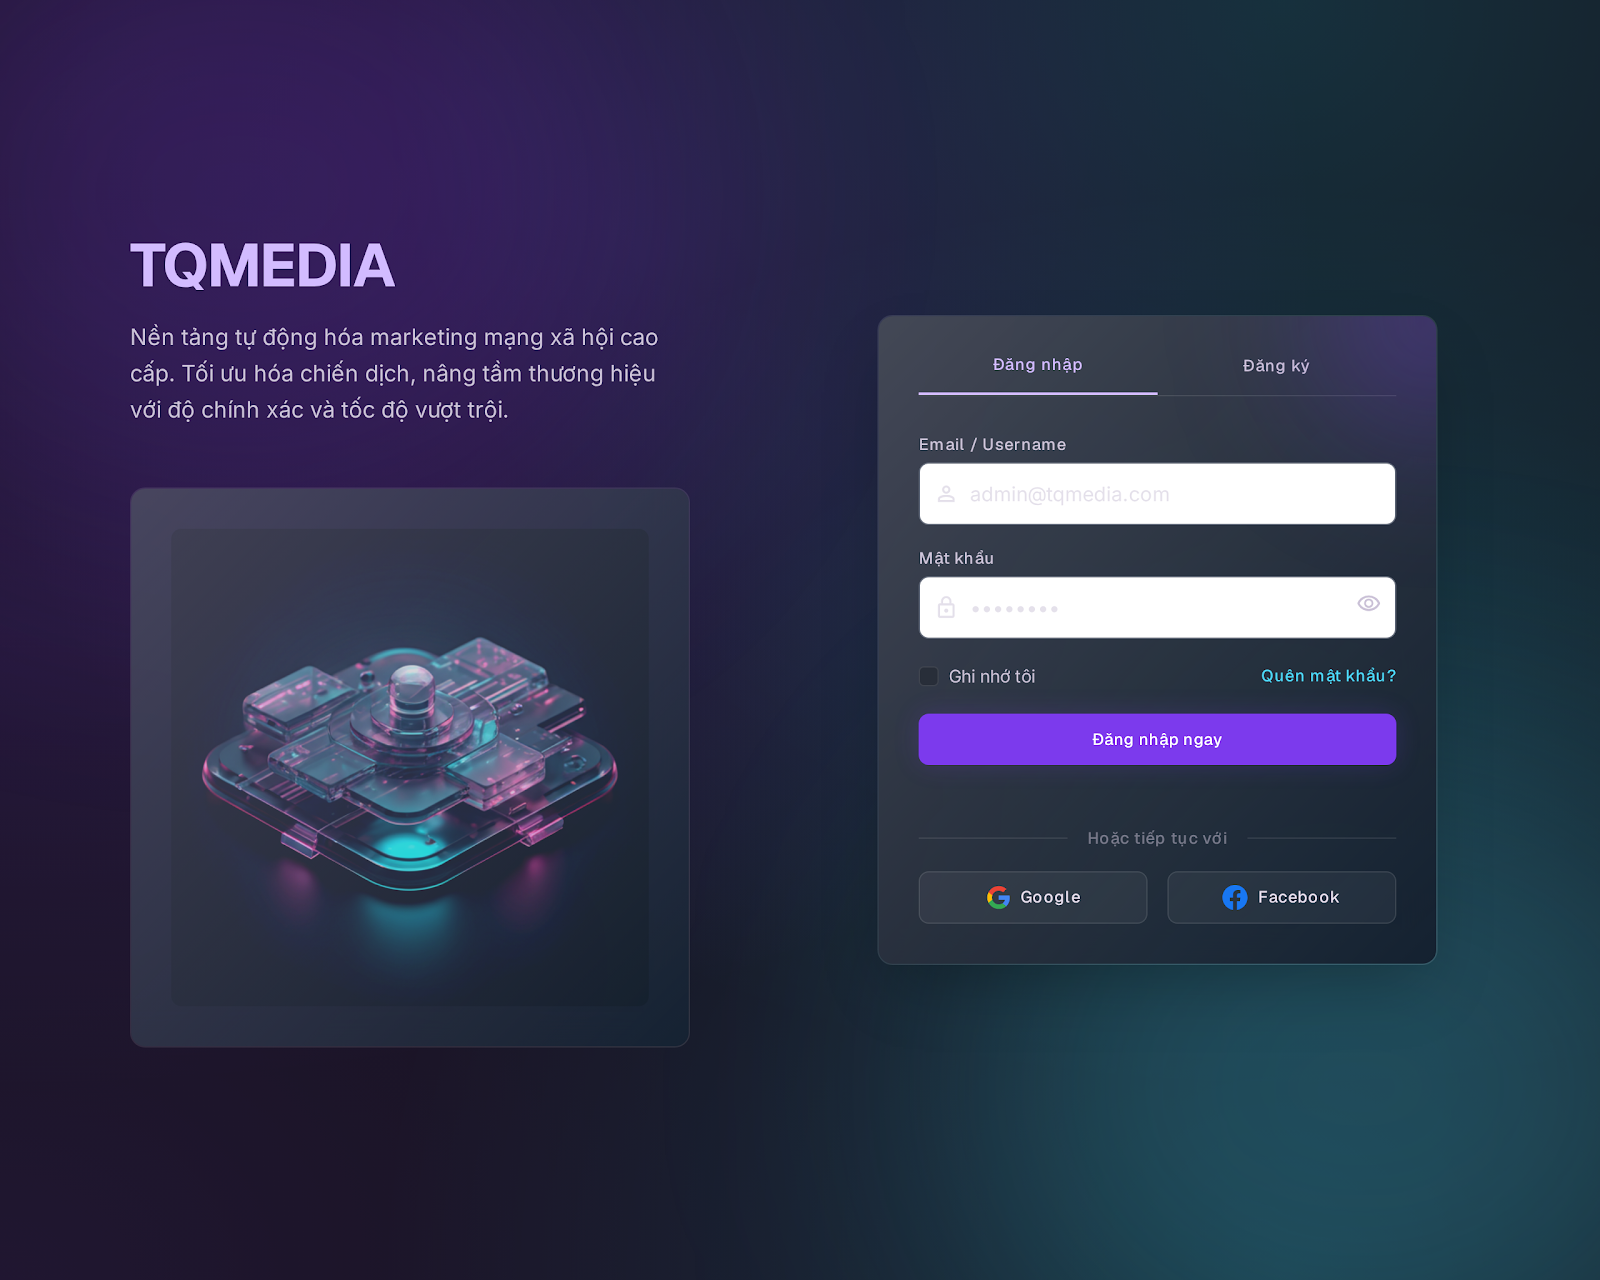 TQMEDIA
Nền tảng tự động hóa marketing mạng xã hội cao
cấp. Tối ưu hóa chiến dịch, nâng tầm thương hiệu
với độ chính xác và tốc độ vượt trội.
Đăng nhập
Đăng ký
Email / Username
admin@tqmedia.com
Mật khẩu
••••••••
Ghi nhớ tôi
Quên mật khẩu?
Đăng nhập ngay
Hoặc tiếp tục với
Google
Facebook